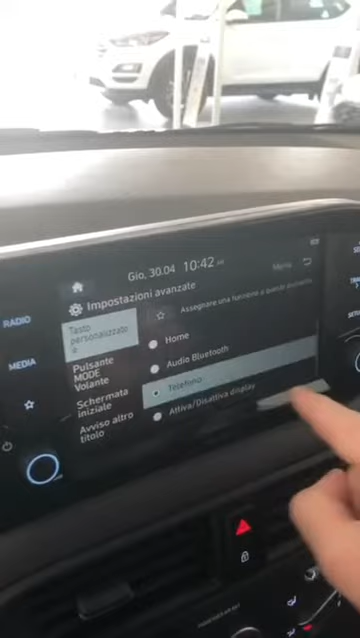 Gio, 30.04 10:42
Menu
Impostazioni avanzate
Assegnare una funzione a questo elemento
RADIO
MEDIA
Tasto
personalizzato
Pulsante
MODE
Volante
Schermata
iniziale
Avviso altro
titolo
Home
Audio Bluetooth
Telefono
Attiva/Disattiva display